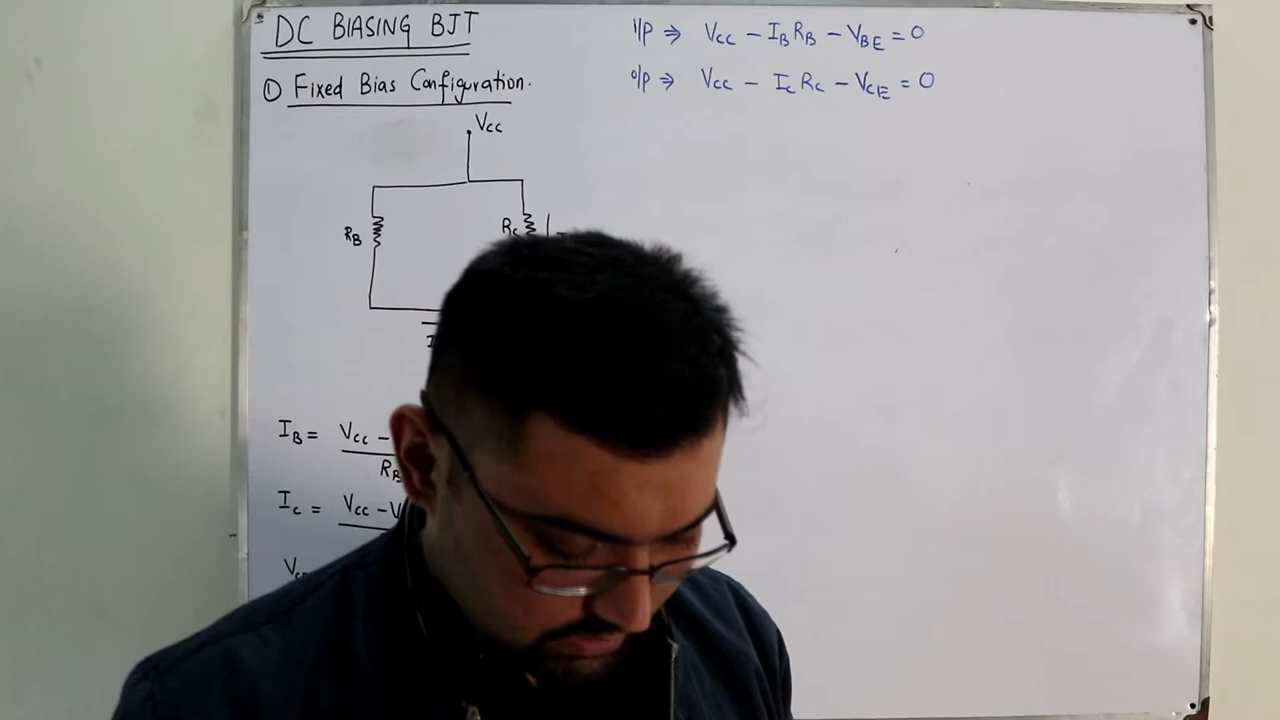 DC BIASING BJT
① Fixed Bias Configuration.
I/p ⇒ Vcc - IB RB - VBE = 0
O/p ⇒ Vcc - Ic Rc - VCE = 0
Vcc
RB
Rc
IB = Vcc -
RB
Ic = Vcc - V